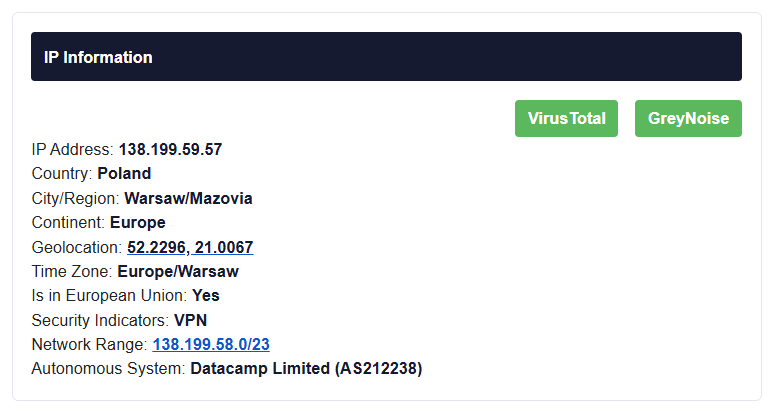 IP Information
VirusTotal GreyNoise
IP Address: 138.199.59.57
Country: Poland
City/Region: Warsaw/Mazovia
Continent: Europe
Geolocation: 52.2296, 21.0067
Time Zone: Europe/Warsaw
Is in European Union: Yes
Security Indicators: VPN
Network Range: 138.199.58.0/23
Autonomous System: Datacamp Limited (AS212238)